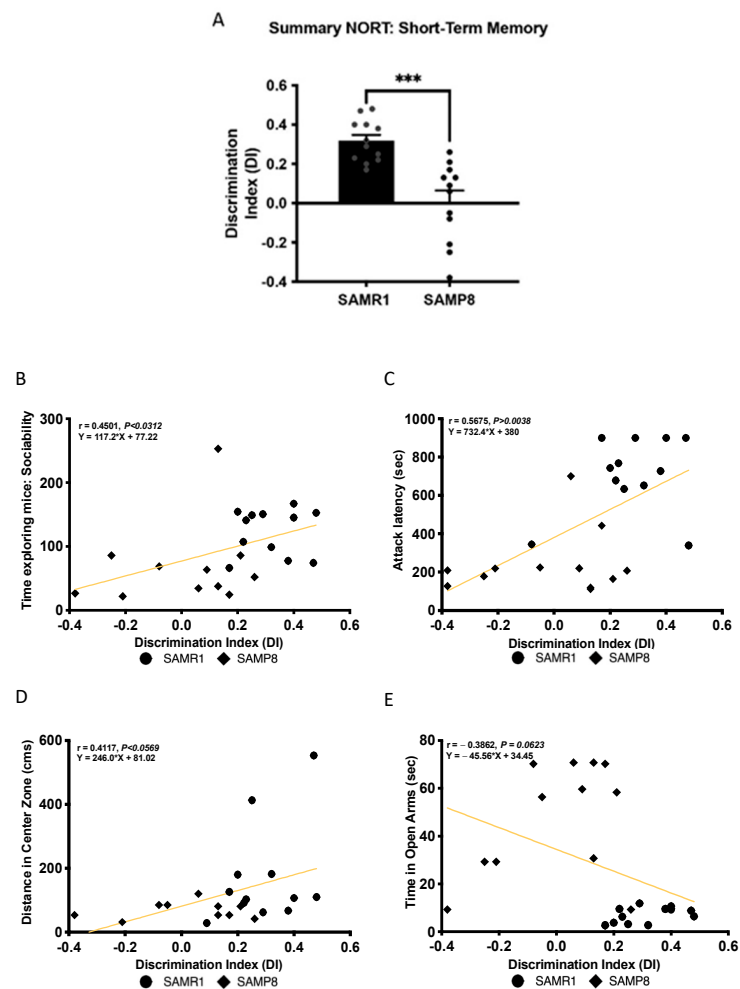 A
Summary NORT: Short-Term Memory
***
0.6
0.4
0.2
0.0
-0.2
-0.4
Discrimination
Index (DI)
SAMR1
SAMP8
B
r = 0.4501, P<0.0312
Y = 117.2*X + 77.22
300
200
100
0
Time exploring mice: Sociability
-0.4
-0.2
0.0
0.2
0.4
0.6
Discrimination Index (DI)
SAMR1
SAMP8
C
r = 0.5675, P>0.0038
Y = 732.4*X + 380
1000
800
600
400
200
0
Attack latency (sec)
-0.4
-0.2
0.0
0.2
0.4
0.6
Discrimination Index (DI)
SAMR1
SAMP8
D
r = 0.4117, P<0.0569
Y = 246.0*X + 81.02
600
400
200
0
Distance in Center Zone (cms)
-0.4
-0.2
0.0
0.2
0.4
0.6
Discrimination Index (DI)
SAMR1
SAMP8
E
r = – 0.3862, P = 0.0623
Y = – 45.56*X + 34.45
80
60
40
20
0
Time in Open Arms (sec)
-0.4
-0.2
0.0
0.2
0.4
0.6
Discrimination Index (DI)
SAMR1
SAMP8